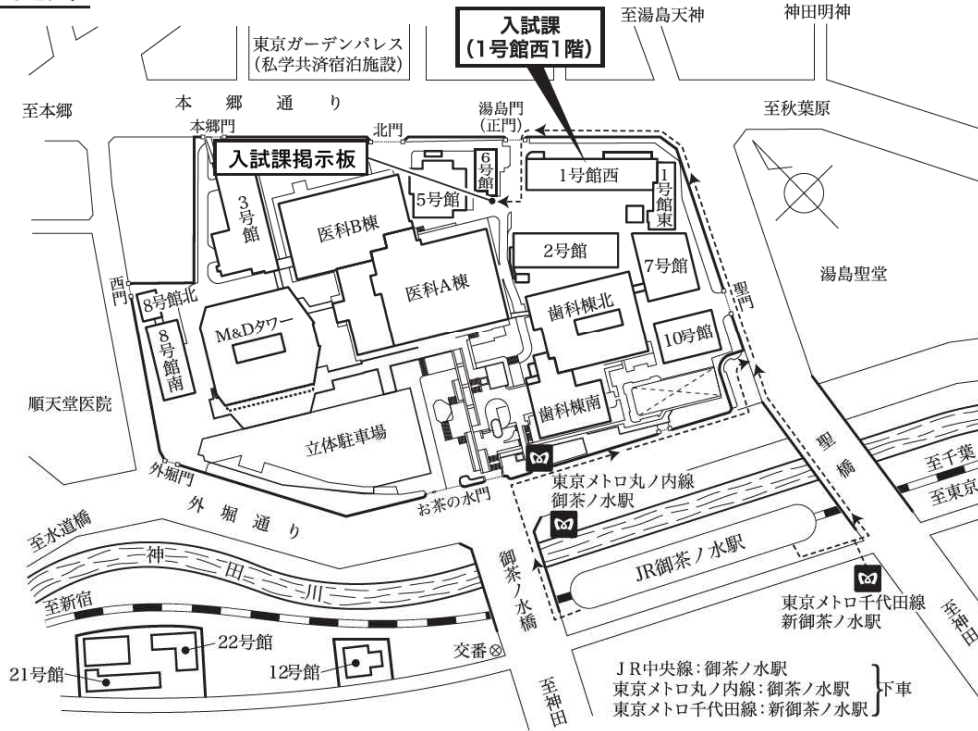 入試課
(1号館西1階)
至湯島天神
神田明神
東京ガーデンパレス
(私学共済宿泊施設)
至本郷
本郷通り
湯島門
(正門)
至秋葉原
本郷門
北門
入試課掲示板
6号館
1号館西
1号館東
3号館
5号館
医科B棟
2号館
7号館
湯島聖堂
西門
8号館北
医科A棟
歯科棟北
聖門
M&Dタワー
10号館
8号館南
順天堂医院
歯科棟南
立体駐車場
聖橋
外堀門
お茶の水門
東京メトロ丸ノ内線
御茶ノ水駅
至千葉
至東京
外堀通り
至水道橋
神田川
御茶ノ水橋
JR御茶ノ水駅
至新宿
東京メトロ千代田線
新御茶ノ水駅
至神田
22号館
21号館
12号館
交番
至神田
JR中央線:御茶ノ水駅
東京メトロ丸ノ内線:御茶ノ水駅
東京メトロ千代田線:新御茶ノ水駅
下車